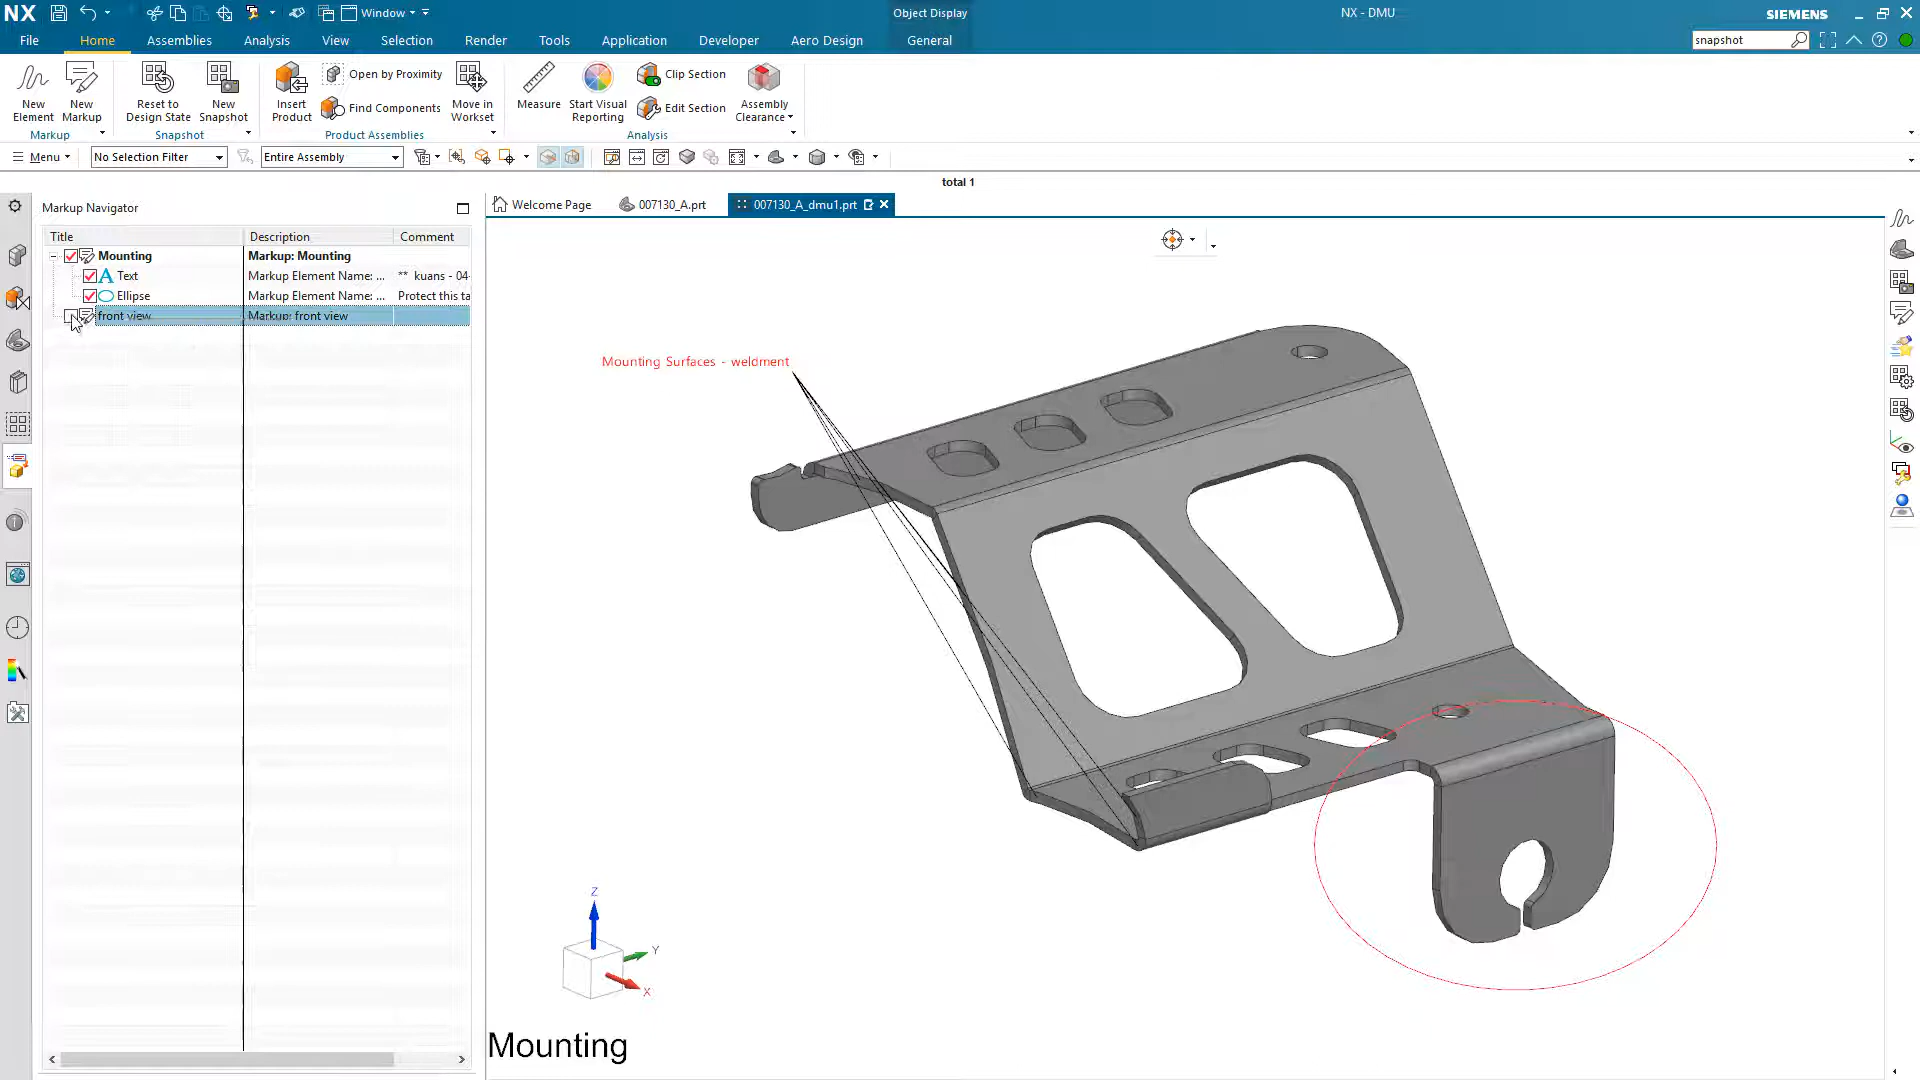 NX
Window
Object Display
NX - DMU
SIEMENS
File
Home
Assemblies
Analysis
View
Selection
Render
Tools
Application
Developer
Aero Design
General
snapshot
New Element
New Markup
Reset to Design State
New Snapshot
Insert Product
Open by Proximity
Find Components
Move in Workset
Measure
Start Visual Reporting
Clip Section
Edit Section
Assembly Clearance
Markup
Snapshot
Product Assemblies
Analysis
Menu
No Selection Filter
Entire Assembly
total 1
Markup Navigator
Welcome Page
007130_A.prt
007130_A_dmu1.prt
Title
Description
Comment
Mounting
Markup: Mounting
Text
Markup Element Name: ...
** kuans - 04-
Ellipse
Markup Element Name: ...
Protect this ta
front view
Markup: front view
Mounting Surfaces - weldment
Z
Y
X
Mounting